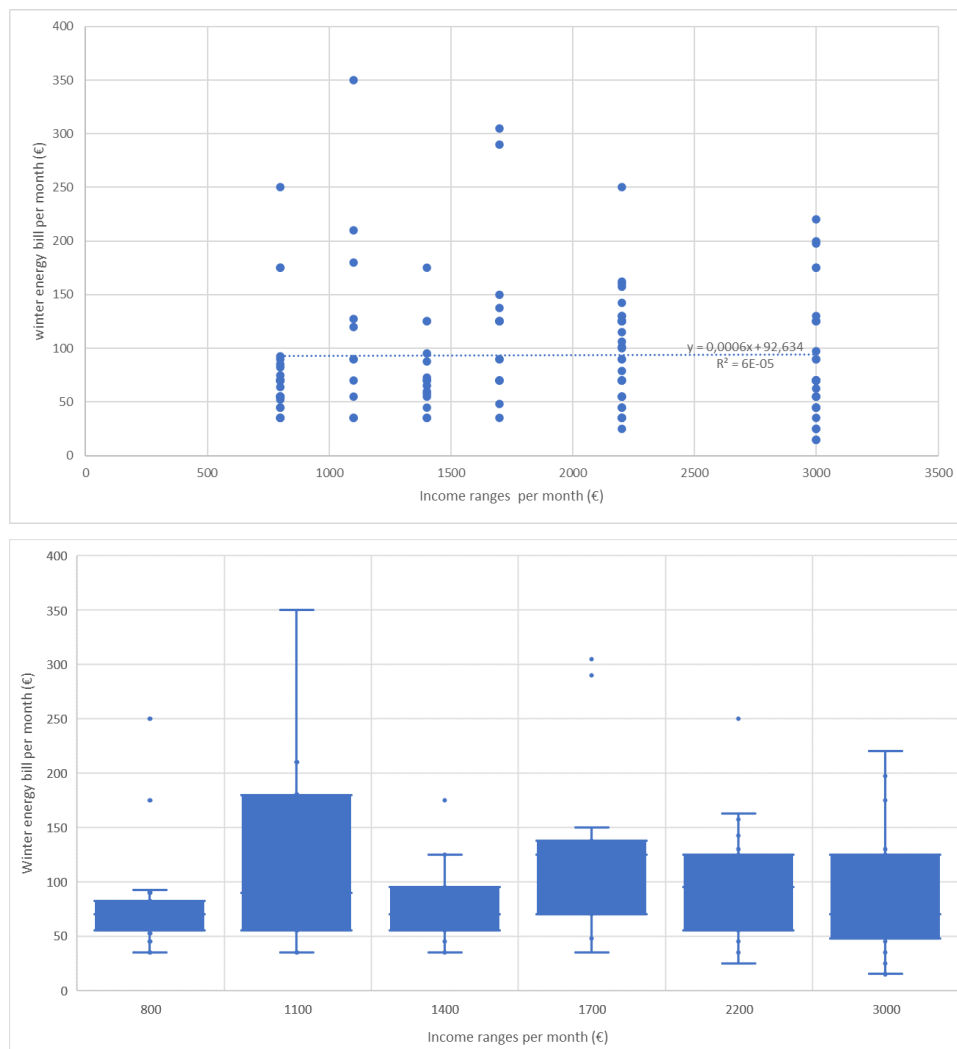 400
350
300
250
200
150
100
50
0
winter energy bill per month (€)
y = 0,0006x + 92,634
R² = 6E-05
0 500 1000 1500 2000 2500 3000 3500
Income ranges per month (€)
400
350
300
250
200
150
100
50
0
Winter energy bill per month (€)
800 1100 1400 1700 2200 3000
Income ranges per month (€)